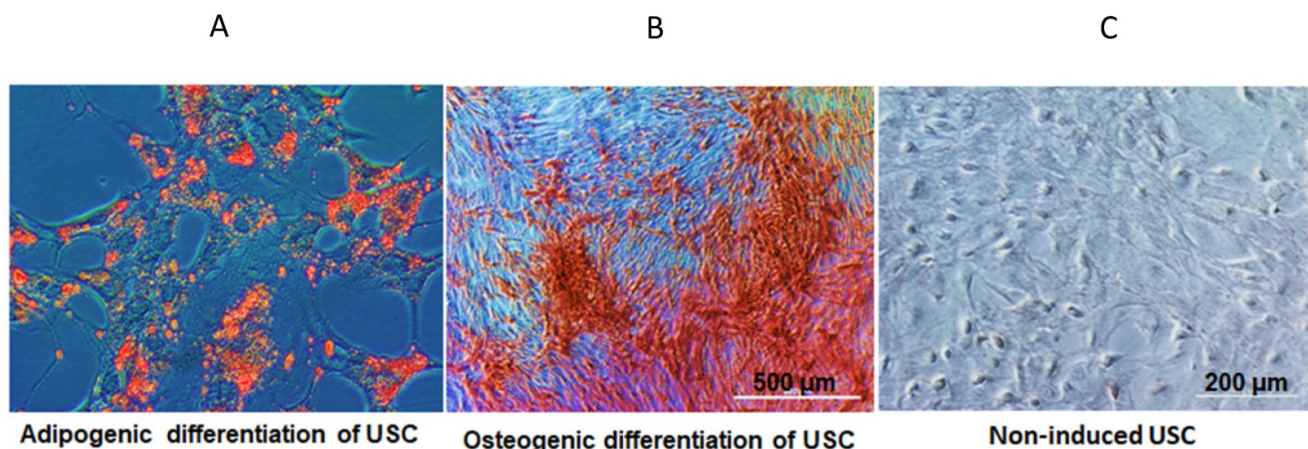 A
B
C
500 µm
200 µm
Adipogenic differentiation of USC
Osteogenic differentiation of USC
Non-induced USC